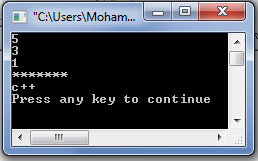 "C:\Users\Moham...
5
3
1
*******
c++
Press any key to continue